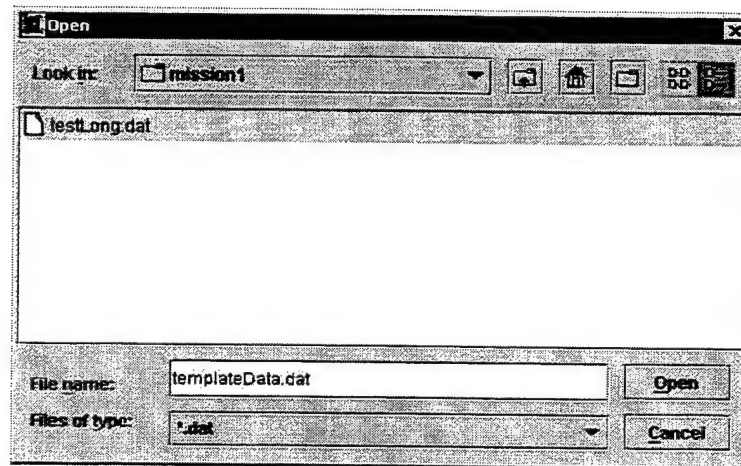 Open
Look in: mission1
testLong.dat
File name: templateData.dat Open
Files of type: *.dat Cancel